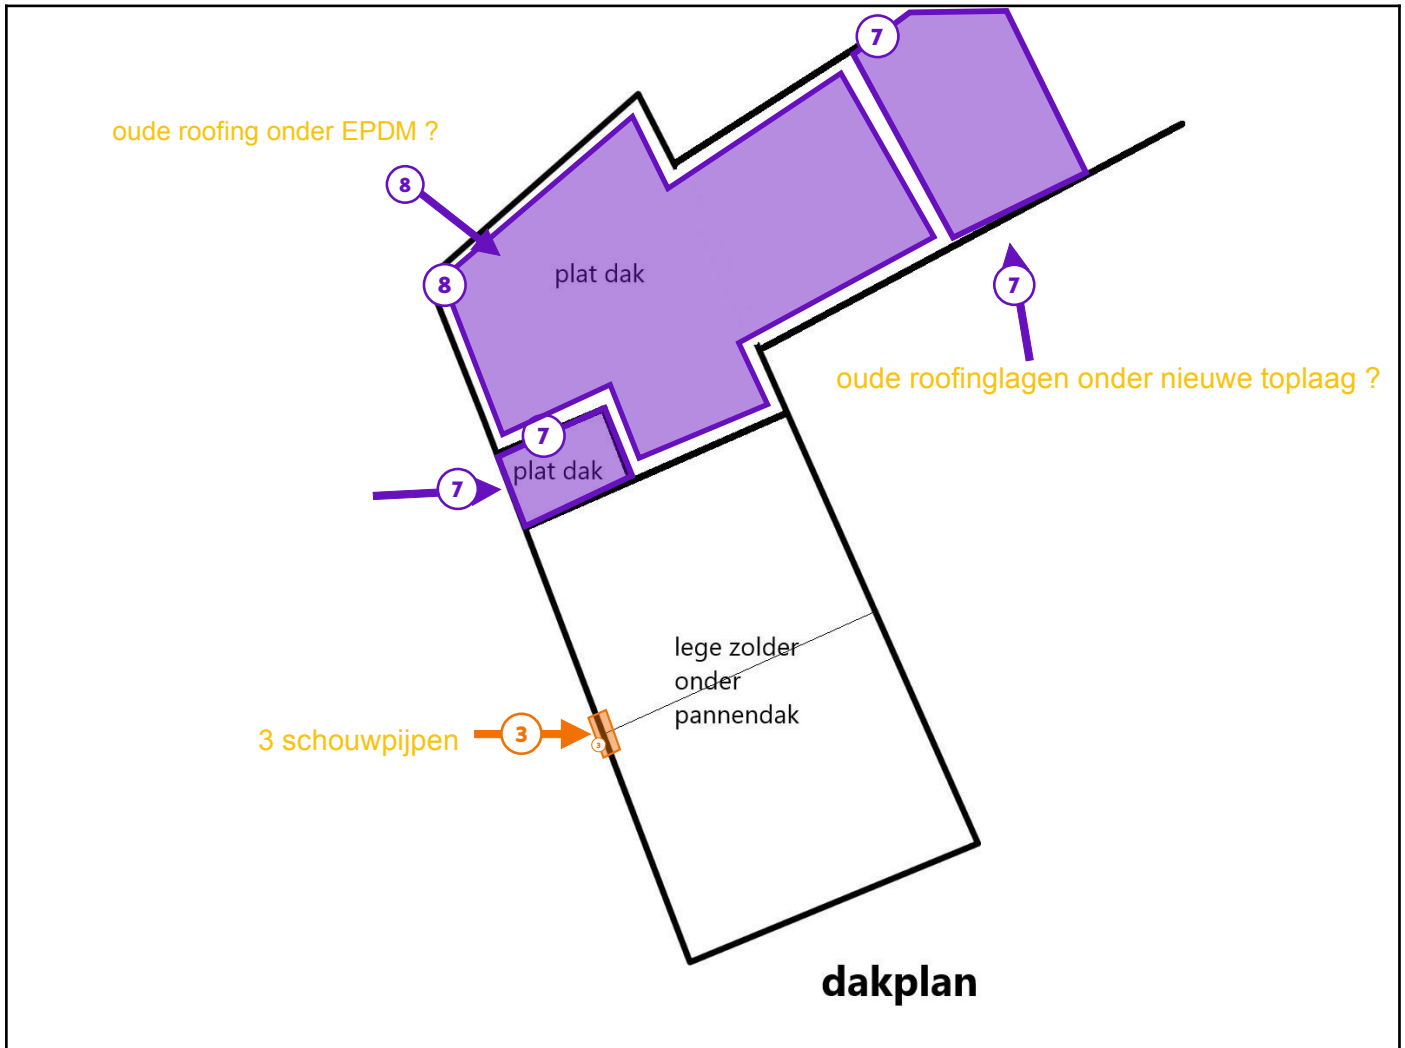 7
oude roofing onder EPDM ?
8
plat dak
8
7
oude roofinglagen onder nieuwe toplaag ?
7
plat dak
7
lege zolder
onder
pannendak
3 schouwpijpen
3
3
dakplan